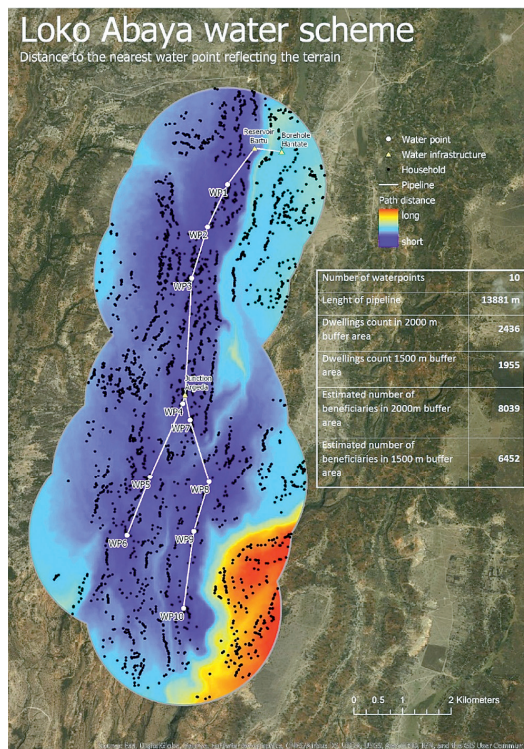 Loko Abaya water scheme
Distance to the nearest water point reflecting the terrain
Reservoir
Bartu
Borehole
Hantate
Water point
Water infrastructure
Household
Pipeline
Path distance
long
short
WP1
WP2
WP3
Junction
WP4
WP7
WP5
WP8
WP6
WP9
WP10
Number of waterpoints 10
Lenght of pipeline 13881 m
Dwellings count in 2000 m
buffer area 2436
Dwellings count 1500 m buffer
area 1955
Estimated number of
beneficiaries in 2000m buffer
area 8039
Estimated number of
beneficiaries in 1500 m buffer
area 6452
0 0.5 1 2 Kilometers